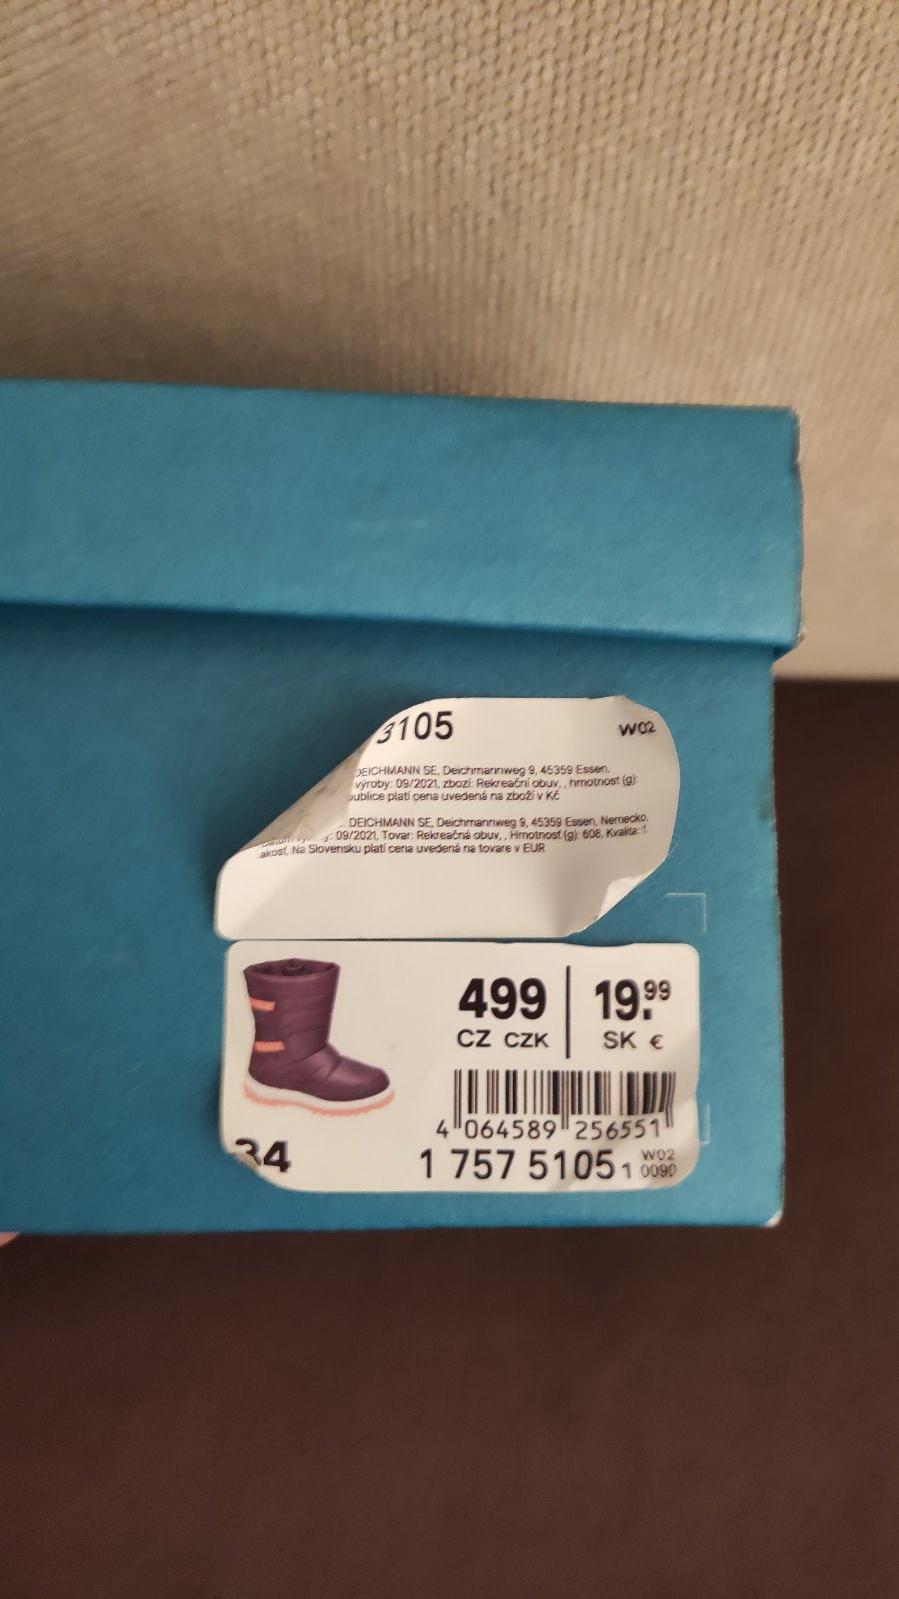 3105 W02
DEICHMANN SE, Deichmannweg 9, 45359 Essen,
výroby: 09/2021, zboží: Rekreační obuv, , hmotnost (g):
publice platí cena uvedená na zboží v Kč
DEICHMANN SE, Deichmannweg 9, 45359 Essen, Nemecko,
09/2021, Tovar: Rekreačná obuv, , Hmotnosť (g): 608, Kvalita: 1.
akosť, Na Slovensku platí cena uvedená na tovare v EUR
499 19.99
CZ CZK SK €
4 064589 256551
34 1 757 5105 1 W02
0090